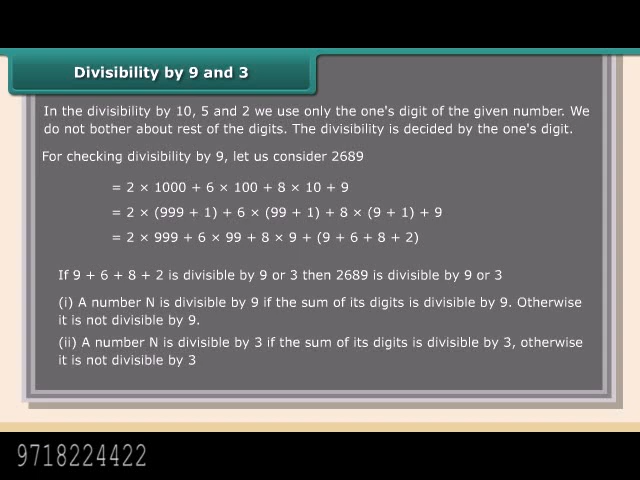 Divisibility by 9 and 3
In the divisibility by 10, 5 and 2 we use only the one's digit of the given number. We
do not bother about rest of the digits. The divisibility is decided by the one's digit.
For checking divisibility by 9, let us consider 2689
= 2 × 1000 + 6 × 100 + 8 × 10 + 9
= 2 × (999 + 1) + 6 × (99 + 1) + 8 × (9 + 1) + 9
= 2 × 999 + 6 × 99 + 8 × 9 + (9 + 6 + 8 + 2)
If 9 + 6 + 8 + 2 is divisible by 9 or 3 then 2689 is divisible by 9 or 3
(i) A number N is divisible by 9 if the sum of its digits is divisible by 9. Otherwise
it is not divisible by 9.
(ii) A number N is divisible by 3 if the sum of its digits is divisible by 3, otherwise
it is not divisible by 3
9718224422